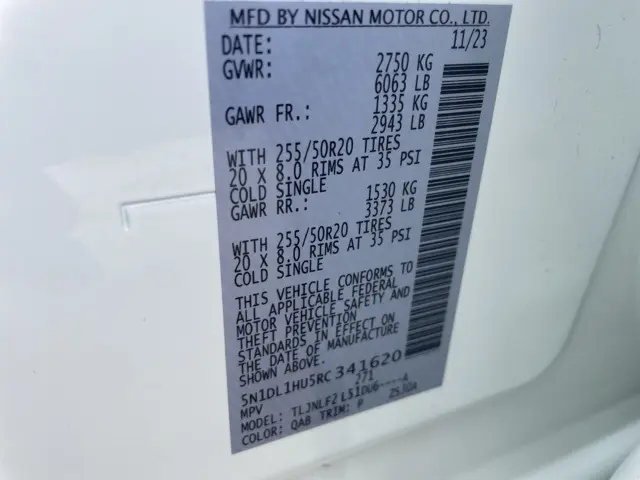 MFD BY NISSAN MOTOR CO., LTD.
DATE: 11/23
GVWR: 2750 KG
6063 LB
GAWR FR.: 1335 KG
2943 LB
WITH 255/50R20 TIRES
20 X 8.0 RIMS AT 35 PSI
COLD SINGLE
GAWR RR.: 1530 KG
3373 LB
WITH 255/50R20 TIRES
20 X 8.0 RIMS AT 35 PSI
COLD SINGLE
THIS VEHICLE CONFORMS TO
ALL APPLICABLE FEDERAL
MOTOR VEHICLE SAFETY AND
THEFT PREVENTION
STANDARDS IN EFFECT ON
THE DATE OF MANUFACTURE
SHOWN ABOVE.
5N1DL1HU5RC341620
MPV 271
MODEL: TLJNLF2 L51DU6----A
COLOR: QAB TRIM: P